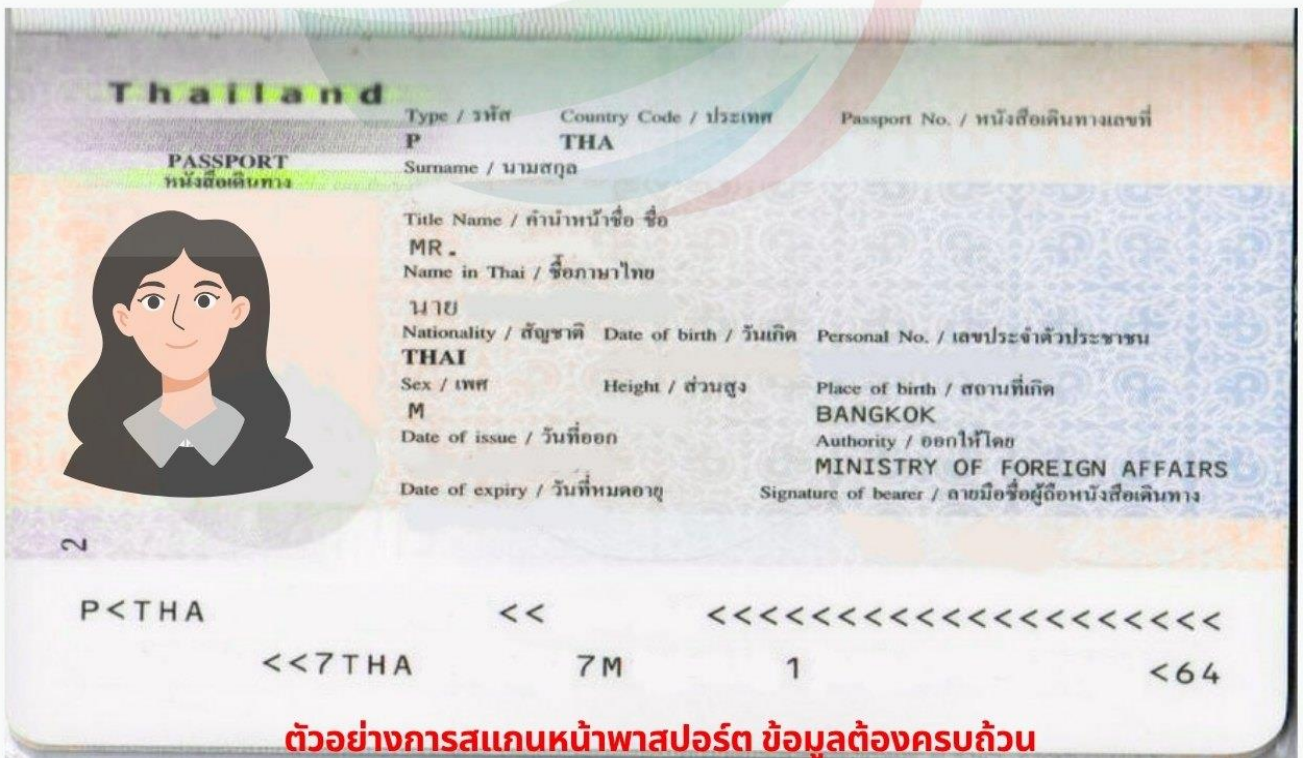 Thailand
PASSPORT
หนังสือเดินทาง
Type / รหัส Country Code / ประเทศ Passport No. / หนังสือเดินทางเลขที่
P THA
Surname / นามสกุล
Title Name / คำนำหน้าชื่อ ชื่อ
MR.
Name in Thai / ชื่อภาษาไทย
นาย
Nationality / สัญชาติ Date of birth / วันเกิด Personal No. / เลขประจำตัวประชาชน
THAI
Sex / เพศ Height / ส่วนสูง Place of birth / สถานที่เกิด
M BANGKOK
Date of issue / วันที่ออก Authority / ออกให้โดย
MINISTRY OF FOREIGN AFFAIRS
Date of expiry / วันที่หมดอายุ Signature of bearer / ลายมือชื่อผู้ถือหนังสือเดินทาง
2
P<THA << <<<<<<<<<<<<<<<<<<<<<
<<7THA 7M 1 <64
ตัวอย่างการสแกนหน้าพาสปอร์ต ข้อมูลต้องครบถ้วน